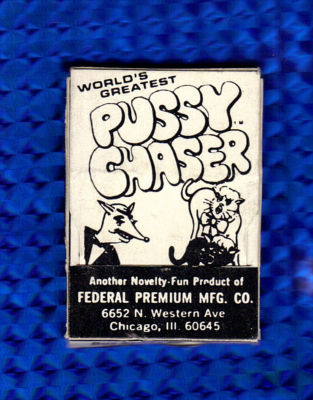 WORLD'S
GREATEST
PUSSY
CHASER
Another Novelty-Fun Product of
FEDERAL PREMIUM MFG. CO.
6652 N. Western Ave
Chicago, Ill. 60645